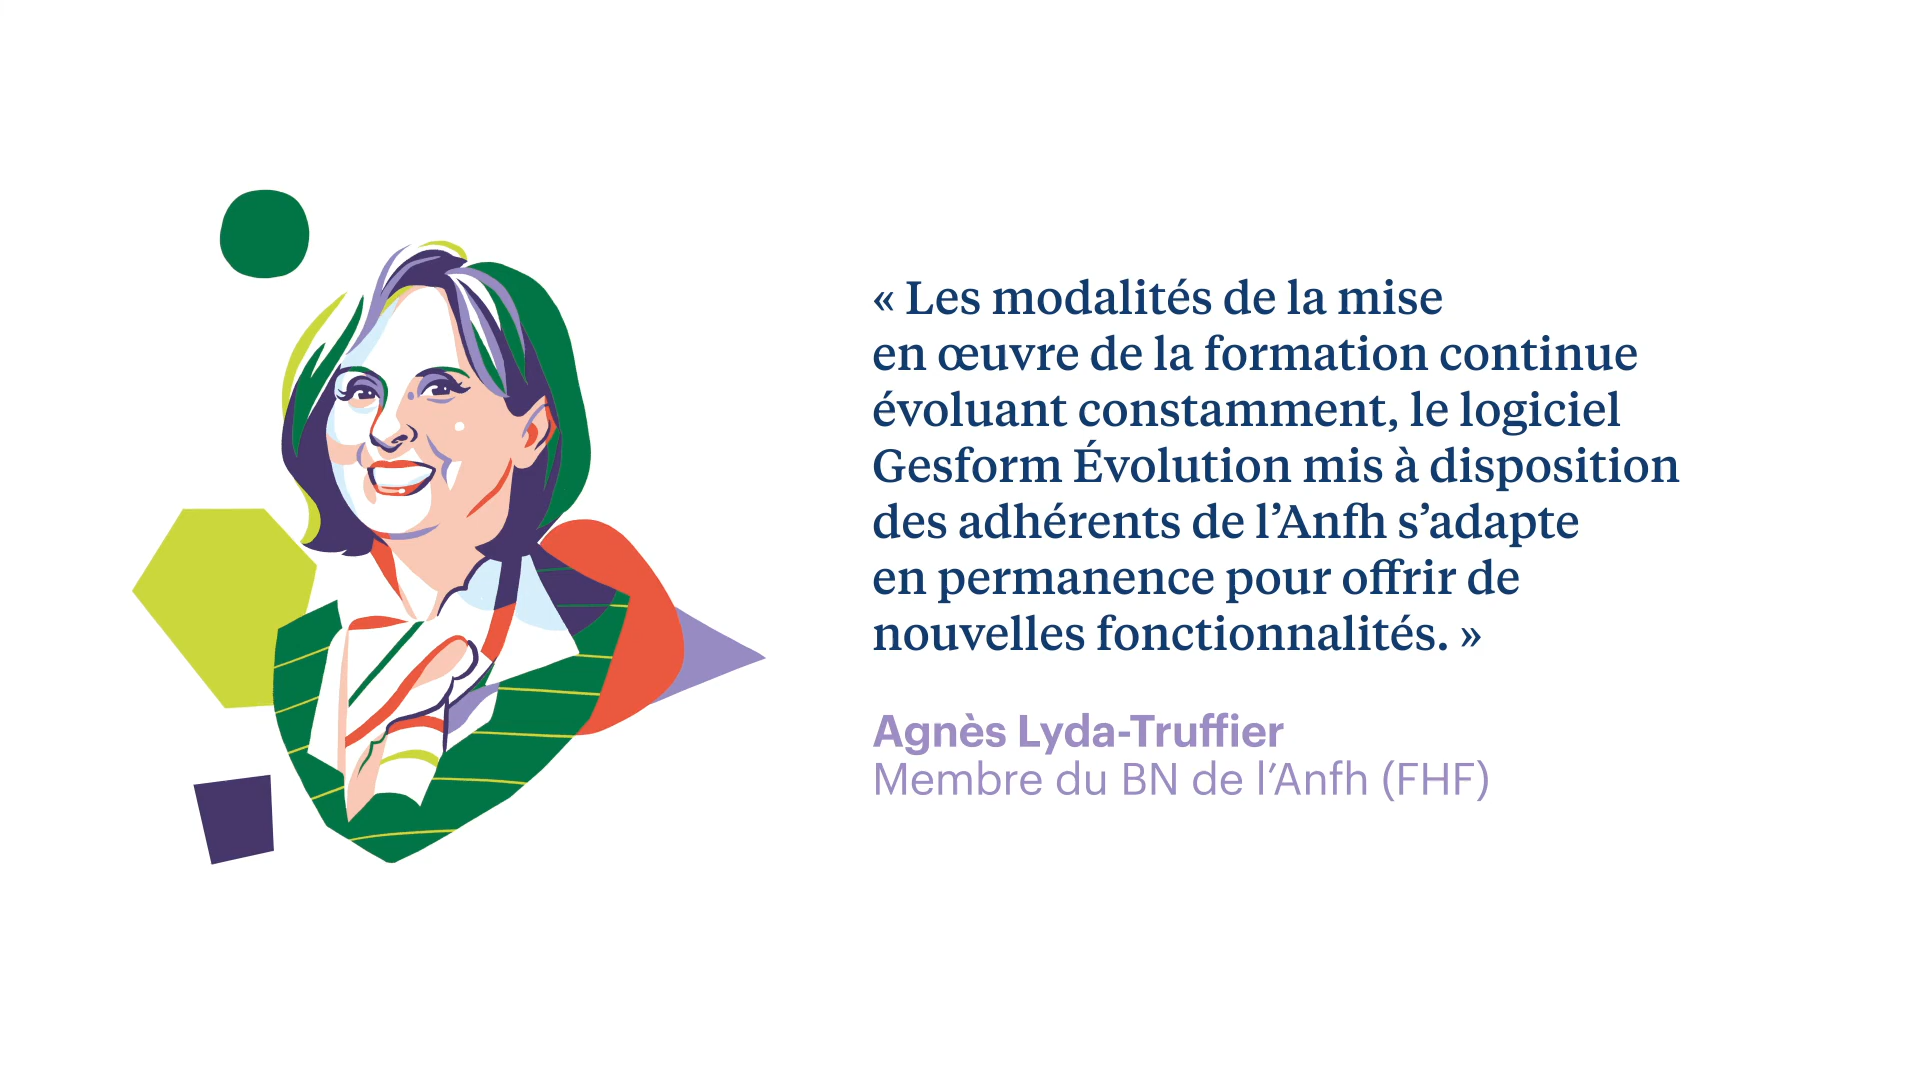 « Les modalités de la mise
en œuvre de la formation continue
évoluant constamment, le logiciel
Gesform Évolution mis à disposition
des adhérents de l’Anfh s’adapte
en permanence pour offrir de
nouvelles fonctionnalités. »
Agnès Lyda-Truffier
Membre du BN de l’Anfh (FHF)